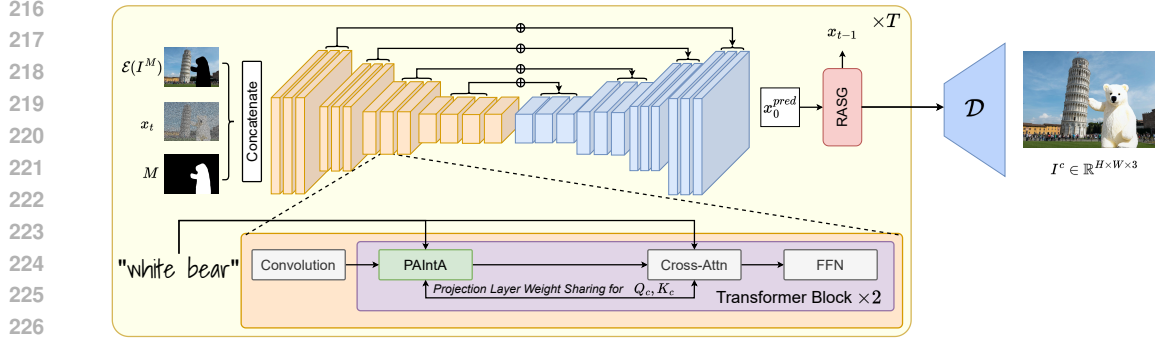 216
217
218
219
220
221
222
223
224
225
226
×T
x_{t-1}
ℰ(I^M)
x_t
M
Concatenate
x_0^{pred}
RASG
𝒟
I^c ∈ ℝ^{H×W×3}
"white bear"
Convolution
PAIntA
Cross-Attn
FFN
Projection Layer Weight Sharing for Q_c, K_c
Transformer Block ×2